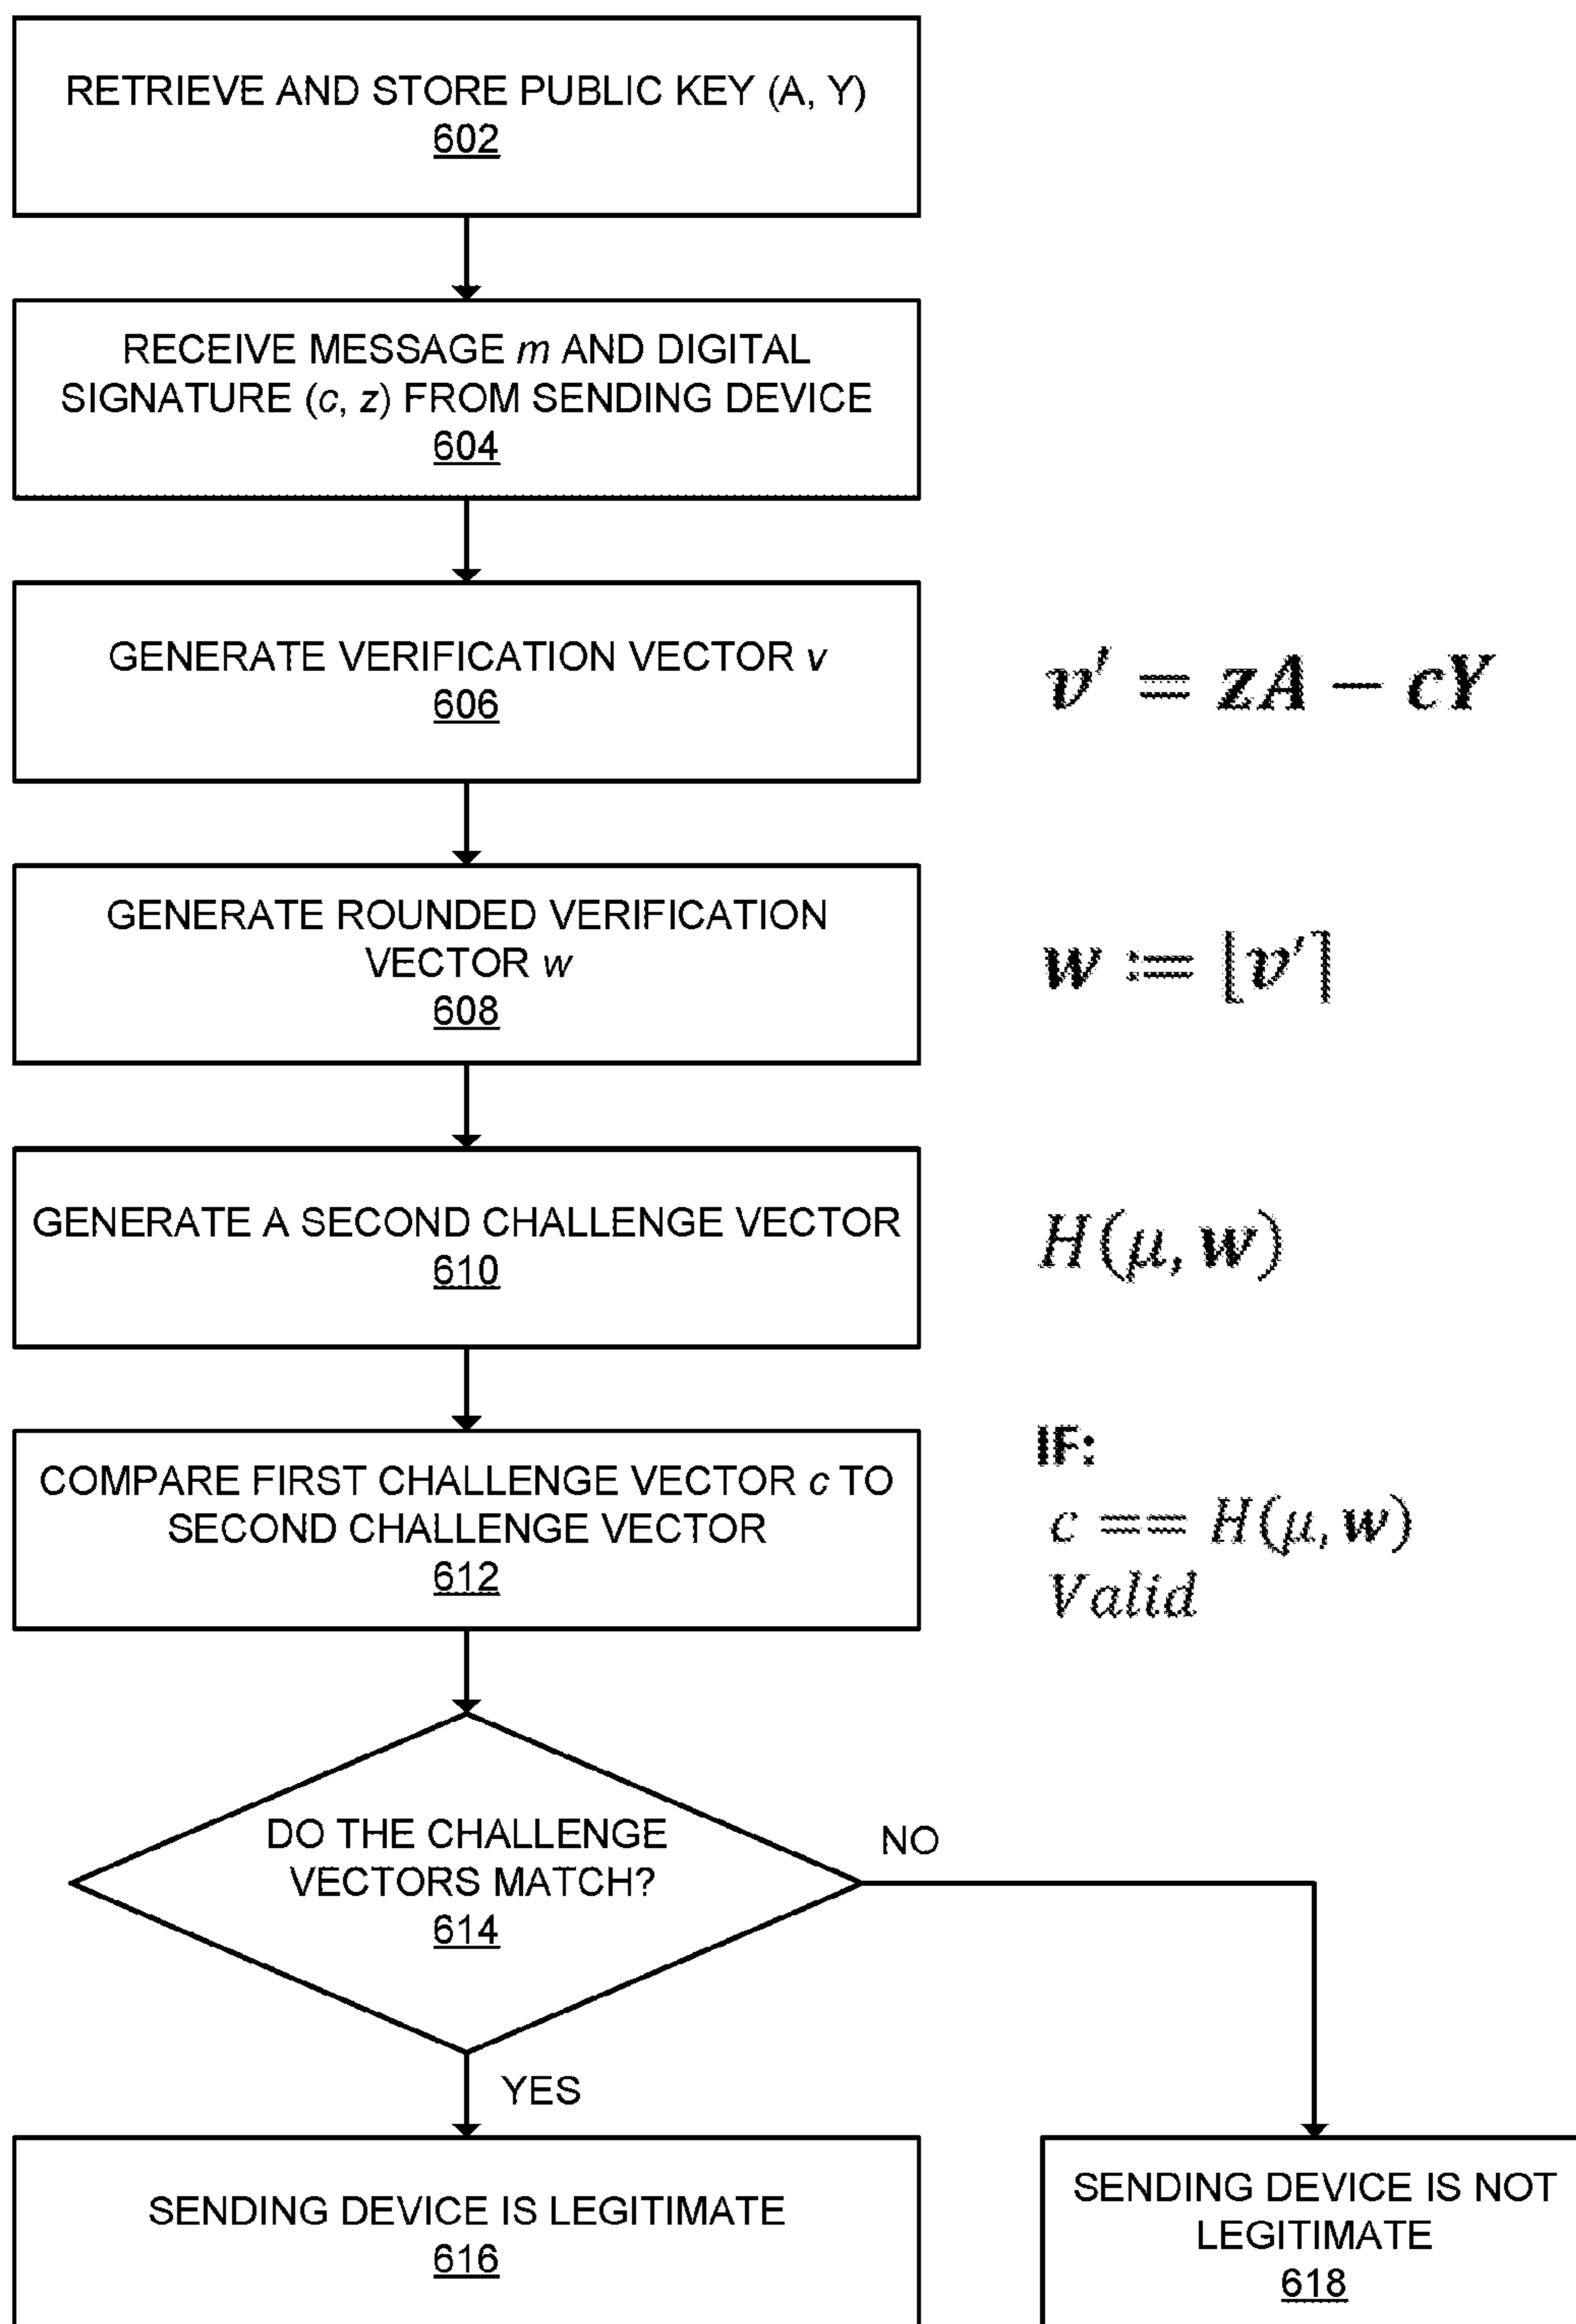 RETRIEVE AND STORE PUBLIC KEY (A, Y)
602
RECEIVE MESSAGE m AND DIGITAL
SIGNATURE (c, z) FROM SENDING DEVICE
604
GENERATE VERIFICATION VECTOR v
606
v′ = zA − cY
GENERATE ROUNDED VERIFICATION
VECTOR w
608
w := ⌊v′⌉
GENERATE A SECOND CHALLENGE VECTOR
610
H(μ, w)
COMPARE FIRST CHALLENGE VECTOR c TO
SECOND CHALLENGE VECTOR
612
IF:
c == H(μ, w)
Valid
DO THE CHALLENGE
VECTORS MATCH?
614
NO
YES
SENDING DEVICE IS LEGITIMATE
616
SENDING DEVICE IS NOT
LEGITIMATE
618